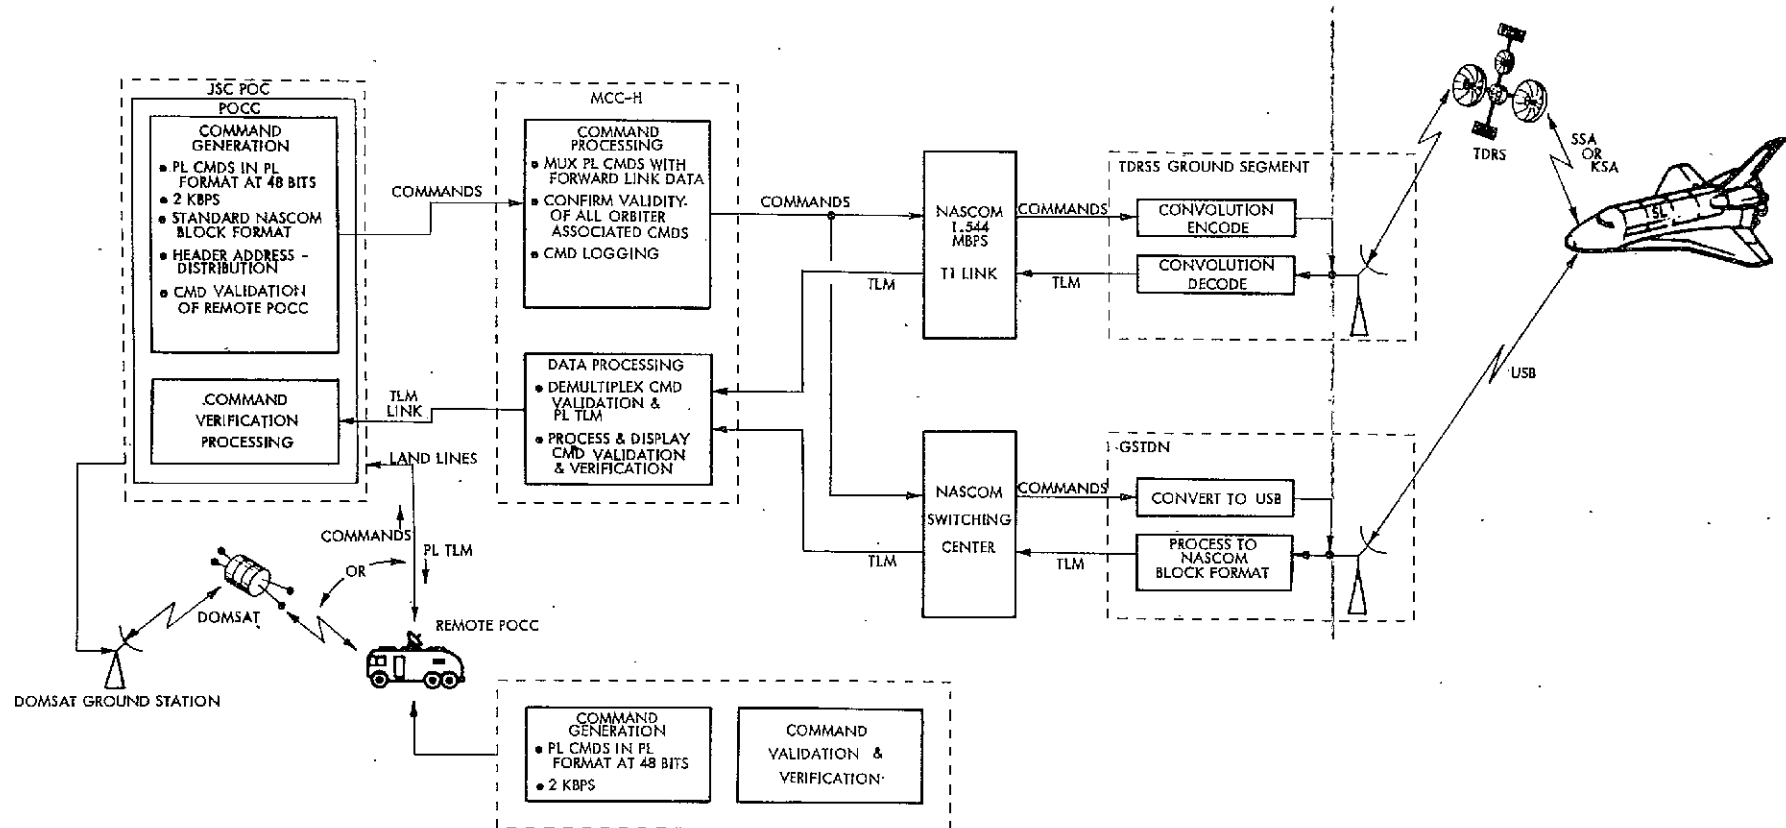 JSC POC
POCC
COMMAND
GENERATION
• PL CMDS IN PL
FORMAT AT 48 BITS
• 2 KBPS
• STANDARD NASCOM
BLOCK FORMAT
• HEADER ADDRESS -
DISTRIBUTION
• CMD VALIDATION
OF REMOTE POCC
COMMAND
VERIFICATION
PROCESSING
COMMANDS
TLM
LINK
LAND LINES
MCC-H
COMMAND
PROCESSING
• MUX PL CMDS WITH
FORWARD LINK DATA
• CONFIRM VALIDITY
OF ALL ORBITER
ASSOCIATED CMDS
• CMD LOGGING
DATA PROCESSING
• DEMULTIPLEX CMD
VALIDATION &
PL TLM
• PROCESS & DISPLAY
CMD VALIDATION
& VERIFICATION
COMMANDS
TLM
TLM
NASCOM
1.544
MBPS
T1 LINK
NASCOM
SWITCHING
CENTER
COMMANDS
TLM
COMMANDS
TLM
TDRSS GROUND SEGMENT
CONVOLUTION
ENCODE
CONVOLUTION
DECODE
GSTDN
CONVERT TO USB
PROCESS TO
NASCOM
BLOCK FORMAT
TDRS
SSA
OR
KSA
SL
USB
COMMANDS
PL TLM
OR
DOMSAT
REMOTE POCC
DOMSAT GROUND STATION
COMMAND
GENERATION
• PL CMDS IN PL
FORMAT AT 48 BITS
• 2 KBPS
COMMAND
VALIDATION &
VERIFICATION